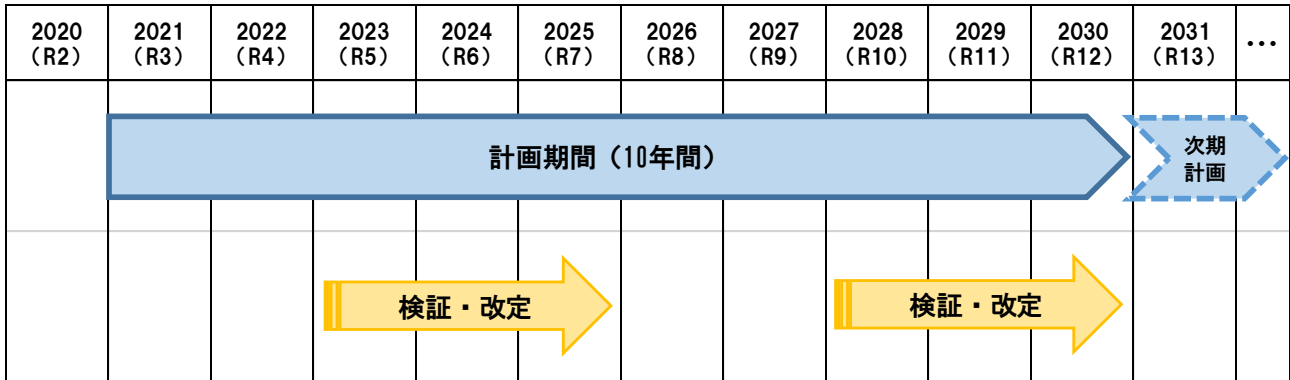 2020 2021 2022 2023 2024 2025 2026 2027 2028 2029 2030 2031 …
(R2) (R3) (R4) (R5) (R6) (R7) (R8) (R9) (R10) (R11) (R12) (R13)
計画期間（10年間）
次期
計画
検証・改定
検証・改定